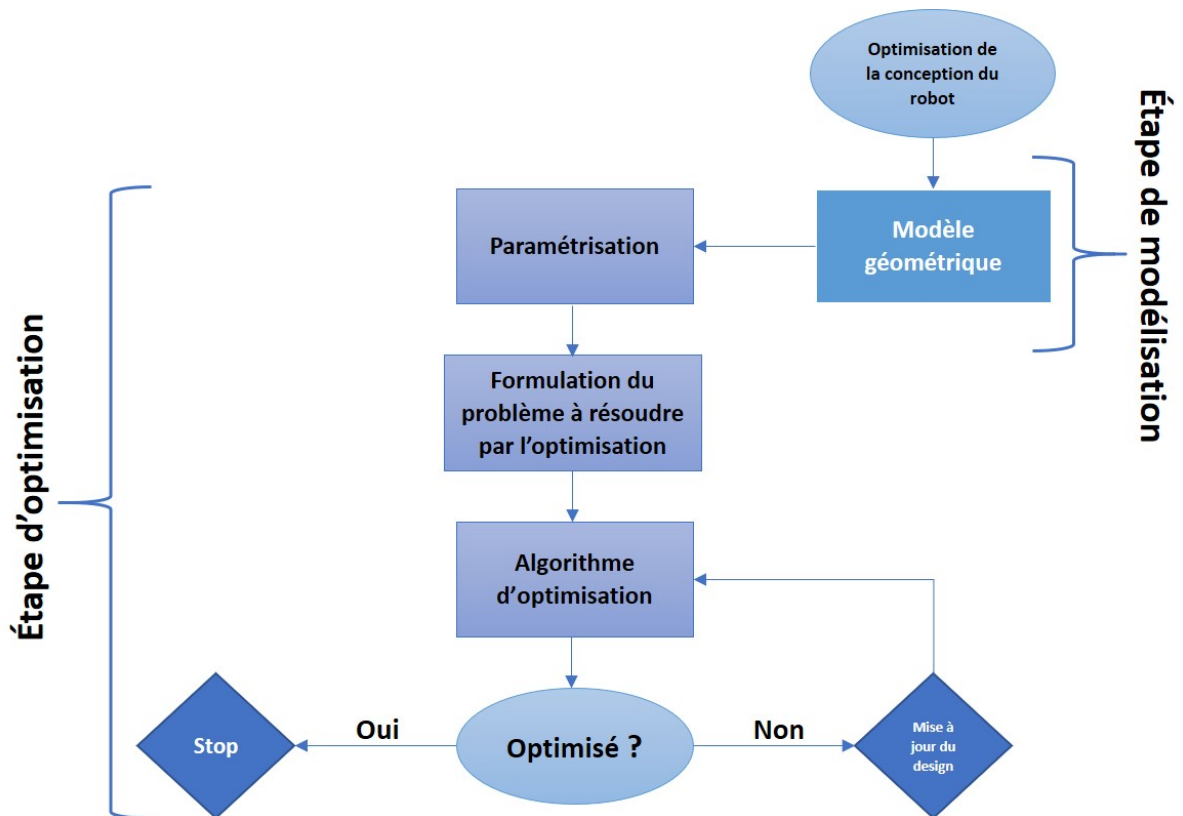 Optimisation de
la conception du
robot
Étape de modélisation
Modèle
géométrique
Paramétrisation
Formulation du
problème à résoudre
par l'optimisation
Étape d'optimisation
Algorithme
d'optimisation
Optimisé ?
Oui
Stop
Non
Mise à
jour du
design